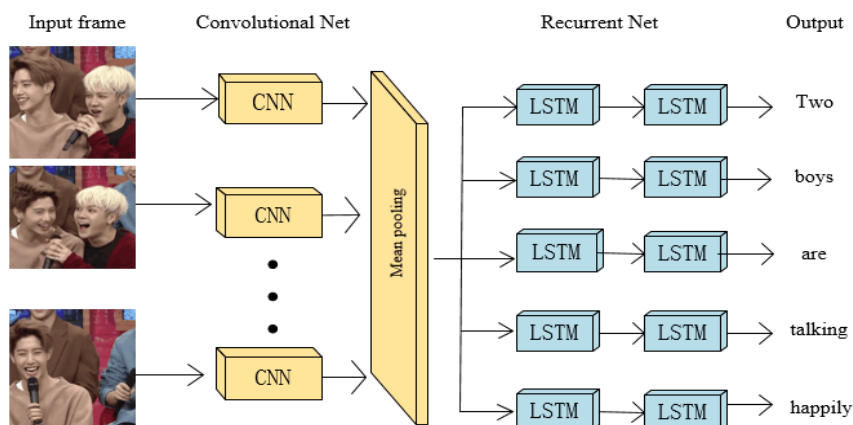 Input frame
Convolutional Net
Recurrent Net
Output
CNN
LSTM
LSTM
Two
CNN
LSTM
LSTM
boys
Mean pooling
LSTM
LSTM
are
LSTM
LSTM
talking
CNN
LSTM
LSTM
happily